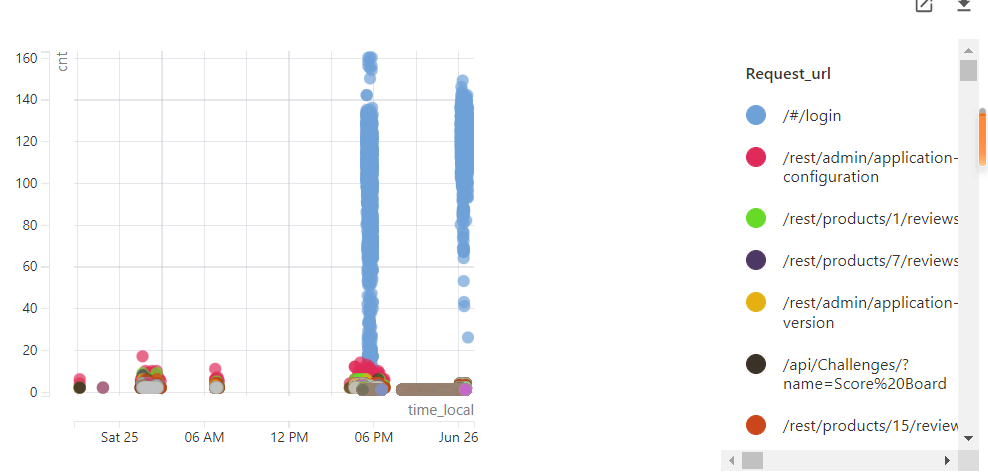 cnt
160
140
120
100
80
60
40
20
0
time_local
Sat 25
06 AM
12 PM
06 PM
Jun 26
Request_url
/#/login
/rest/admin/application-
configuration
/rest/products/1/reviews
/rest/products/7/reviews
/rest/admin/application-
version
/api/Challenges/?
name=Score%20Board
/rest/products/15/review